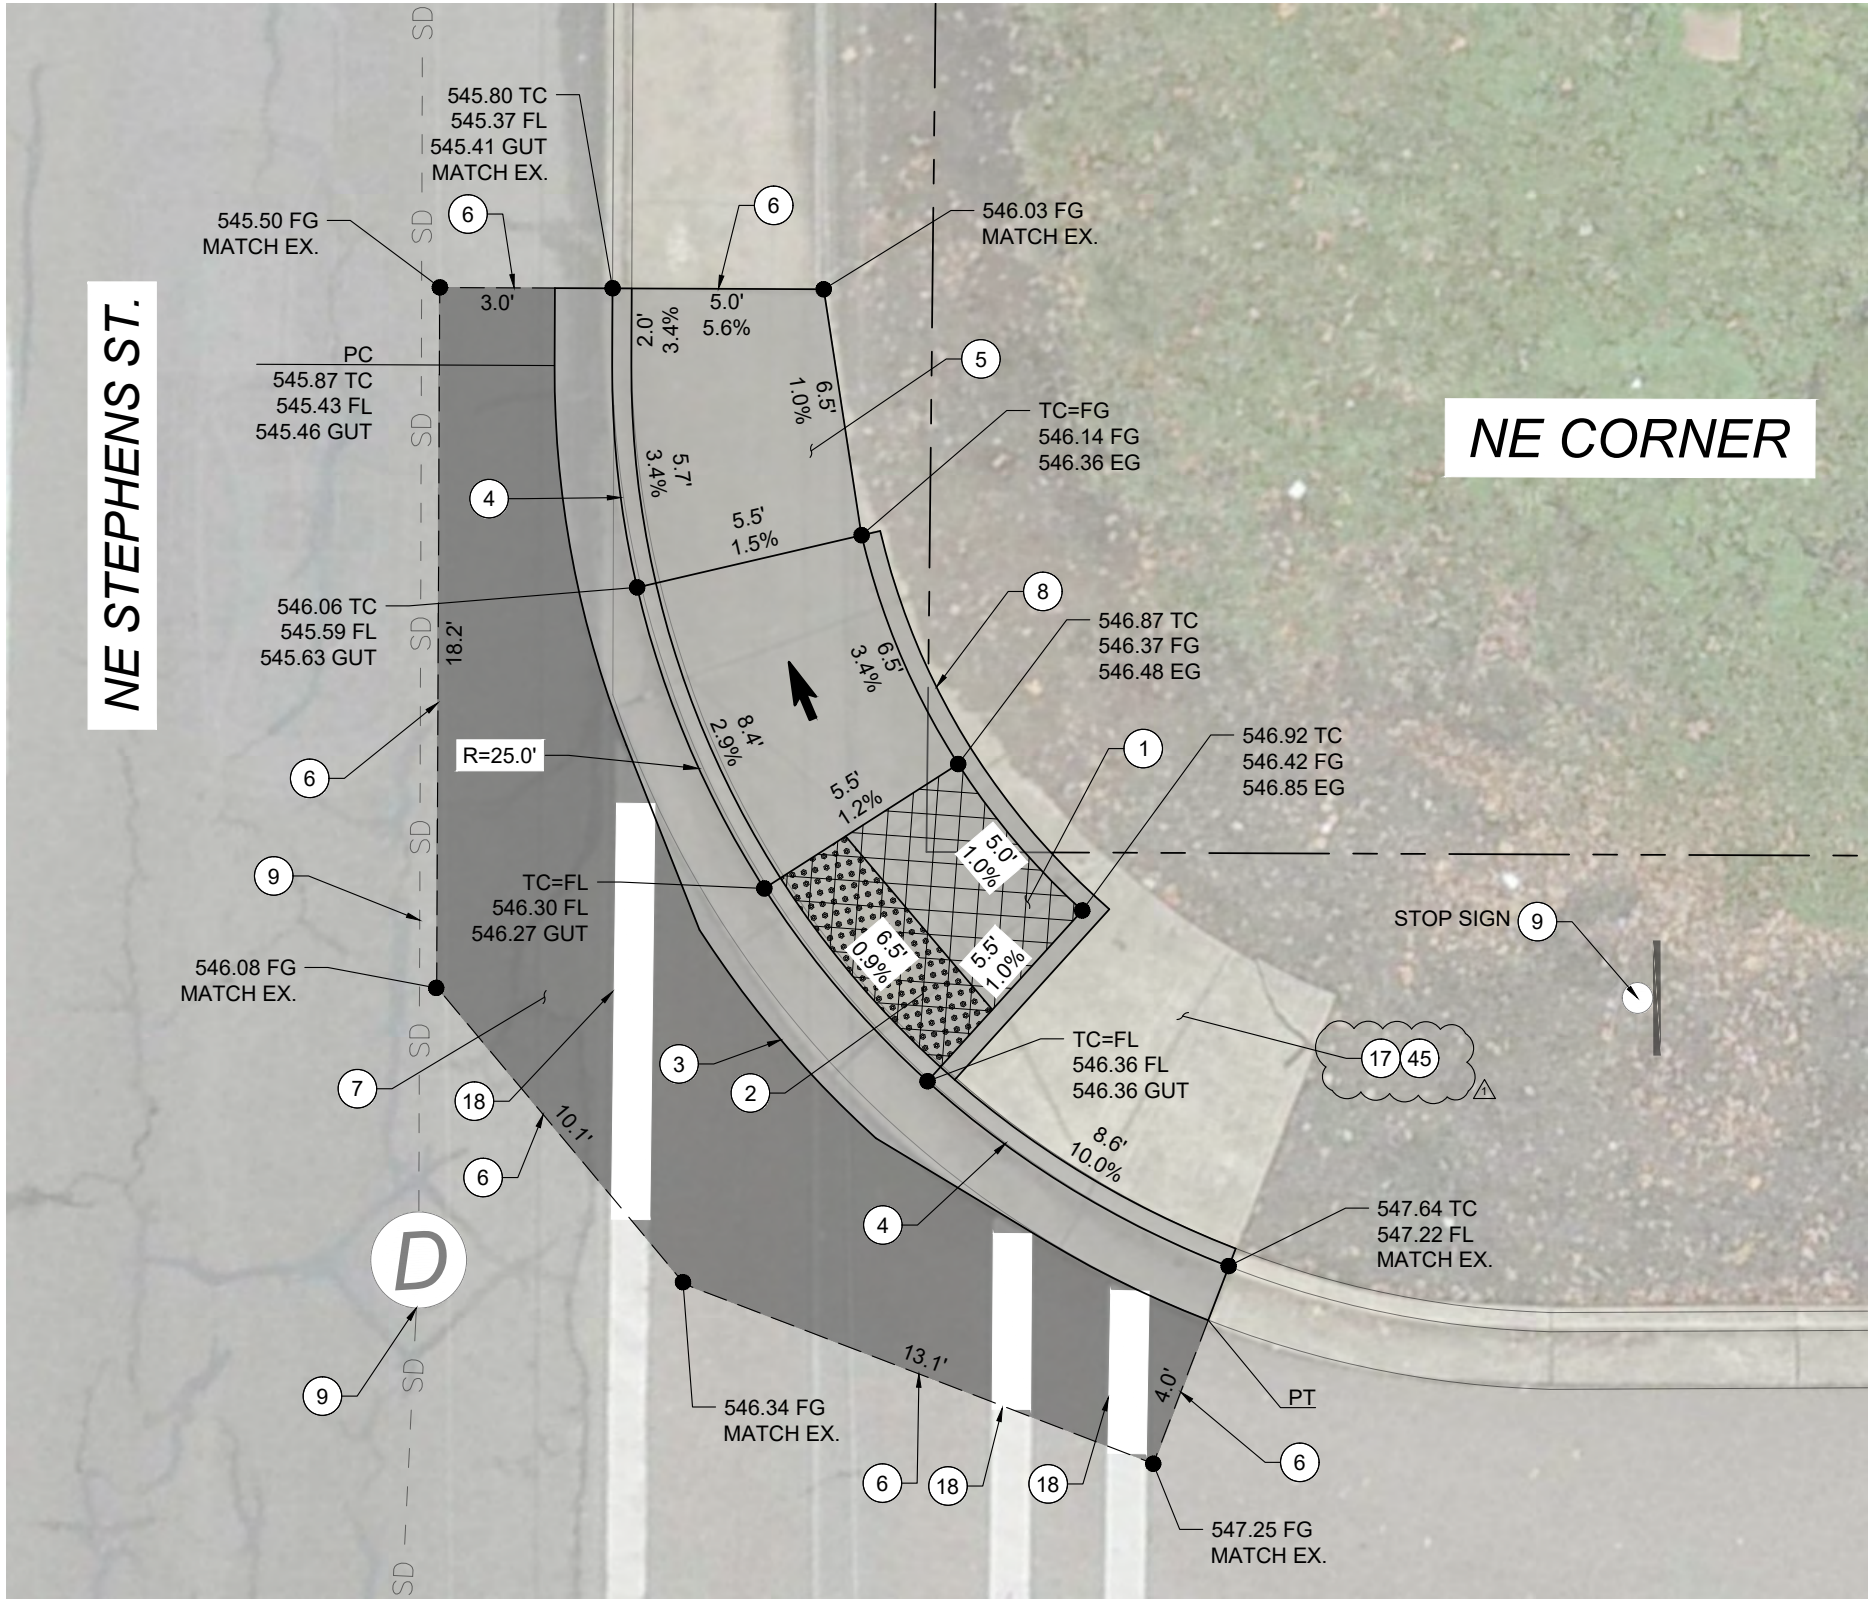 SD
545.80 TC
545.37 FL
545.41 GUT
MATCH EX.
6
6
545.50 FG
MATCH EX.
SD
546.03 FG
MATCH EX.
3.0'
2.0'
3.4%
5.0'
5.6%
NE STEPHENS ST.
PC
545.87 TC
545.43 FL
545.46 GUT
SD
5
6.5'
1.0%
TC=FG
546.14 FG
546.36 EG
NE CORNER
4
5.7'
3.4%
5.5'
1.5%
8
546.06 TC
545.59 FL
545.63 GUT
SD
18.2'
6.5'
3.4%
546.87 TC
546.37 FG
546.48 EG
R=25.0'
8.4'
2.9%
6
1
546.92 TC
546.42 FG
546.85 EG
5.5'
1.2%
SD
5.0'
1.0%
9
TC=FL
546.30 FL
546.27 GUT
6.5'
0.9%
5.5'
1.0%
STOP SIGN
9
546.08 FG
MATCH EX.
SD
TC=FL
546.36 FL
546.36 GUT
17
45
1
7
18
3
2
10.1'
6
8.6'
10.0%
4
547.64 TC
547.22 FL
MATCH EX.
D
9
SD
13.1'
4.0'
546.34 FG
MATCH EX.
PT
6
18
18
6
547.25 FG
MATCH EX.
SD